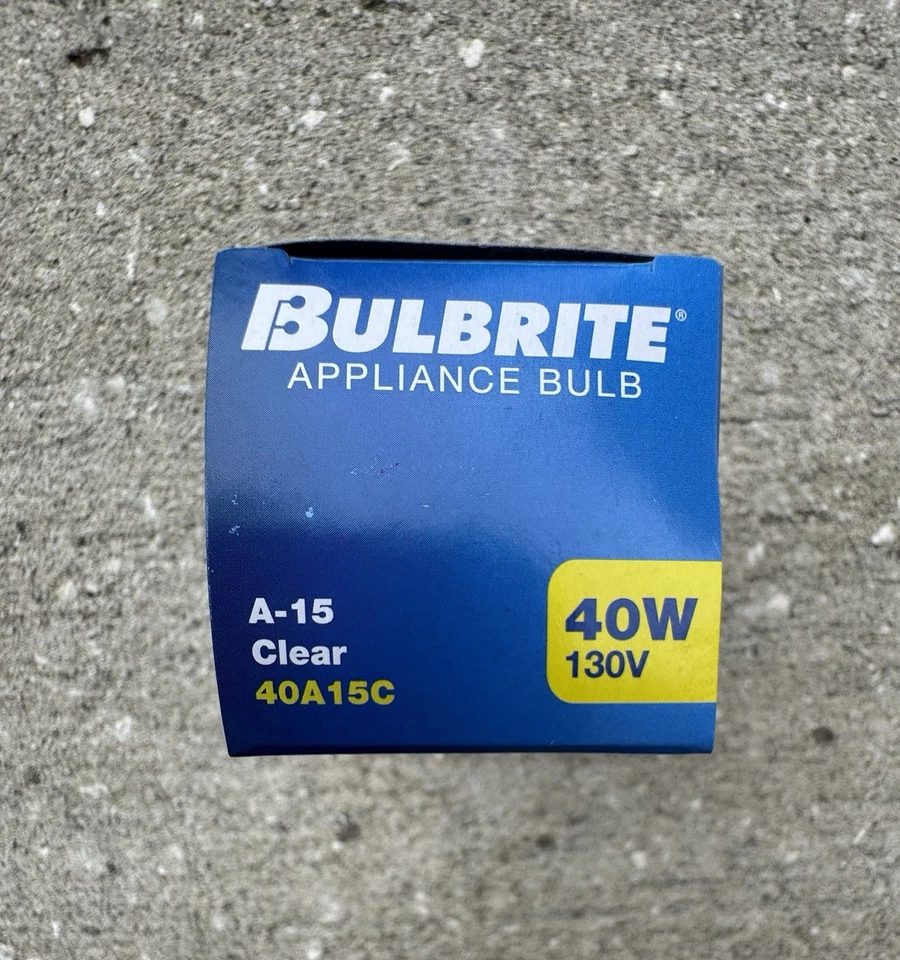 BULBRITE®
APPLIANCE BULB
A-15
Clear
40A15C
40W
130V